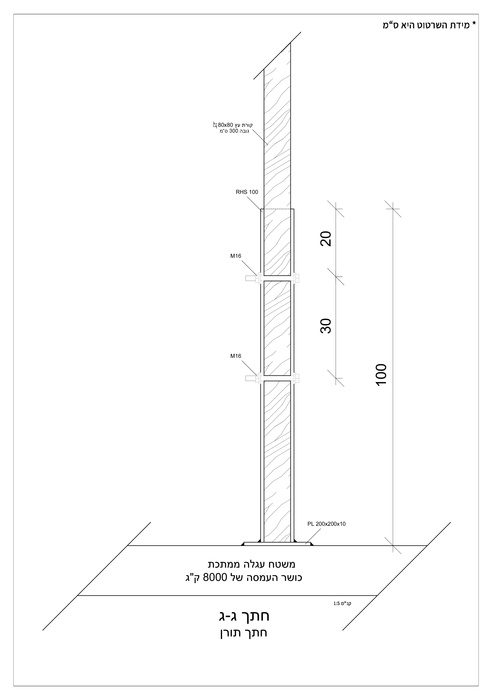 * מידת השרטוט היא ס"מ
קורת עץ 80x80
גובה 300 ס"מ
RHS 100
20
M16
30
M16
100
PL 200x200x10
משטח עגלה ממתכת
כושר העמסה של 8000 ק"ג
קנ"מ 1:5
חתך ג-ג
חתך תורן